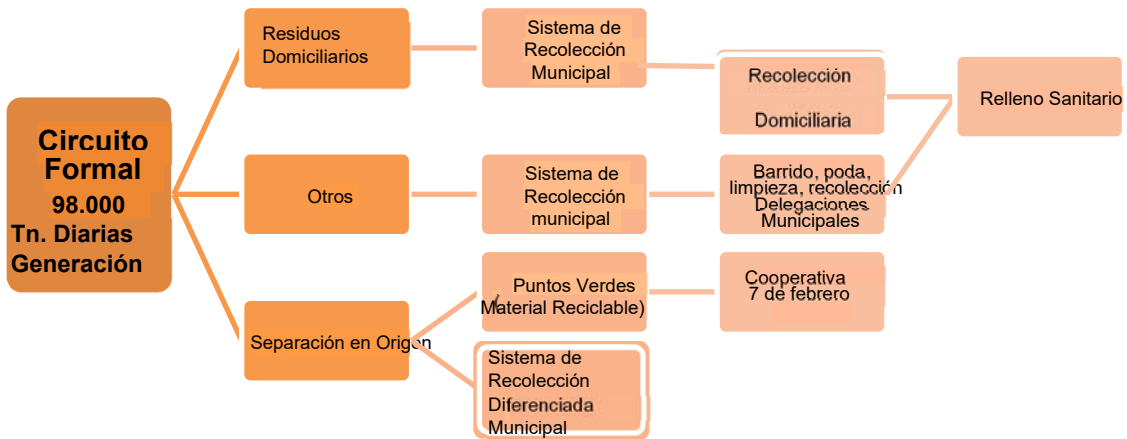 Circuito
Formal
98.000
Tn. Diarias
Generación
Residuos
Domiciliarios
Sistema de
Recolección
Municipal
Recolección
Domiciliaria
Relleno Sanitario
Otros
Sistema de
Recolección
municipal
Barrido, poda,
limpieza, recolección
Delegaciones
Municipales
Separación en Origen
Puntos Verdes
Material Reciclable)
Cooperativa
7 de febrero
Sistema de
Recolección
Diferenciada
Municipal